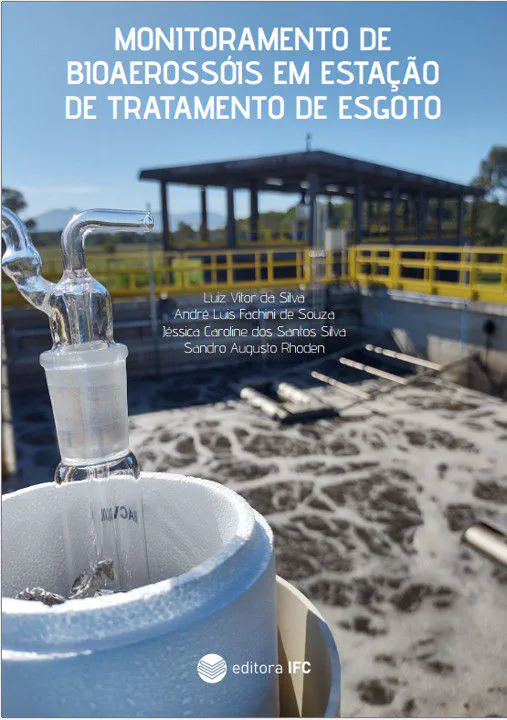 MONITORAMENTO DE
BIOAEROSSÓIS EM ESTAÇÃO
DE TRATAMENTO DE ESGOTO
Luiz Vitor da Silva
André Luis Fachini de Souza
Jéssica Caroline dos Santos Silva
Sandro Augusto Rhoden
editora IFC